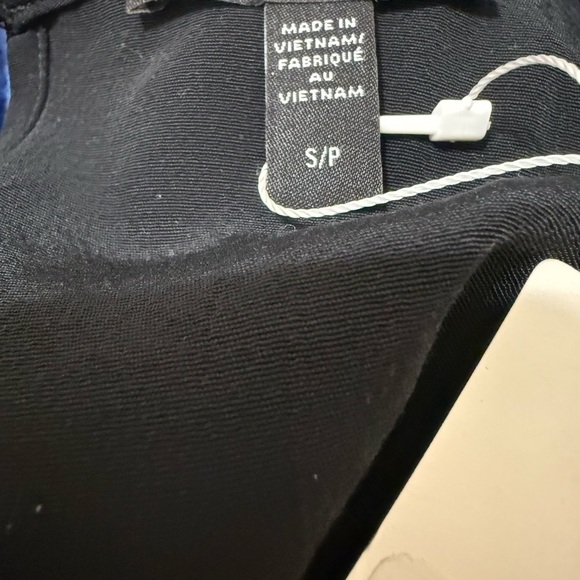 MADE IN
VIETNAM/
FABRIQUÉ
AU
VIETNAM
S/P